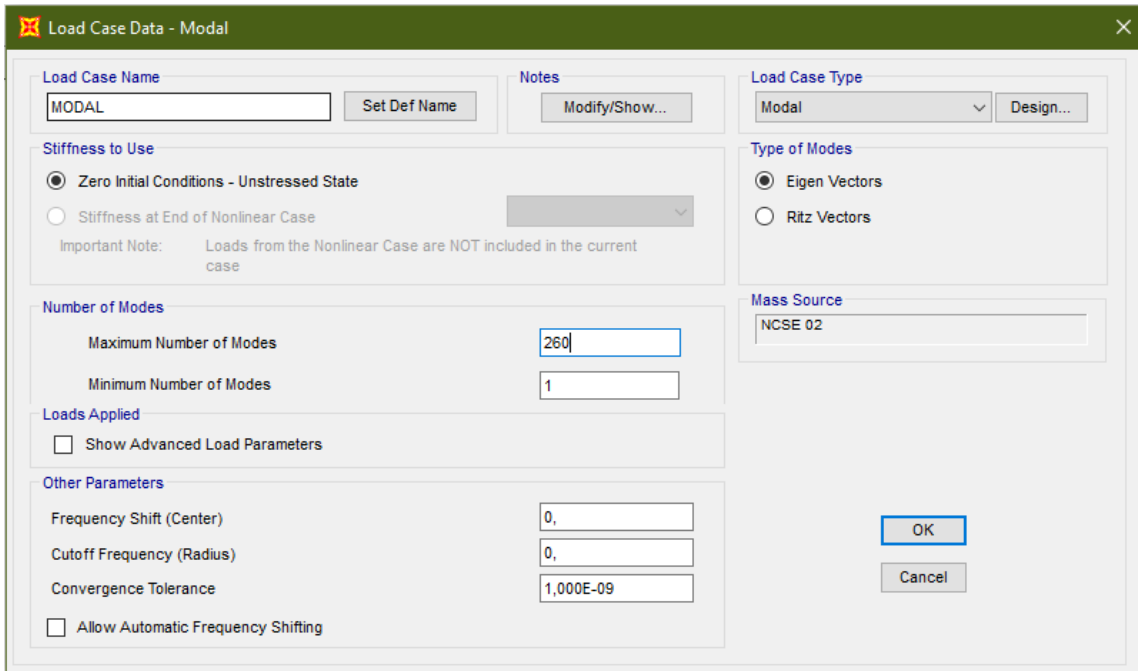 Load Case Data - Modal
Load Case Name
MODAL
Set Def Name
Notes
Modify/Show...
Load Case Type
Modal
Design...
Stiffness to Use
Zero Initial Conditions - Unstressed State
Stiffness at End of Nonlinear Case
Important Note: Loads from the Nonlinear Case are NOT included in the current
case
Type of Modes
Eigen Vectors
Ritz Vectors
Number of Modes
Maximum Number of Modes 260
Minimum Number of Modes 1
Mass Source
NCSE 02
Loads Applied
Show Advanced Load Parameters
Other Parameters
Frequency Shift (Center) 0,
Cutoff Frequency (Radius) 0,
Convergence Tolerance 1,000E-09
Allow Automatic Frequency Shifting
OK
Cancel